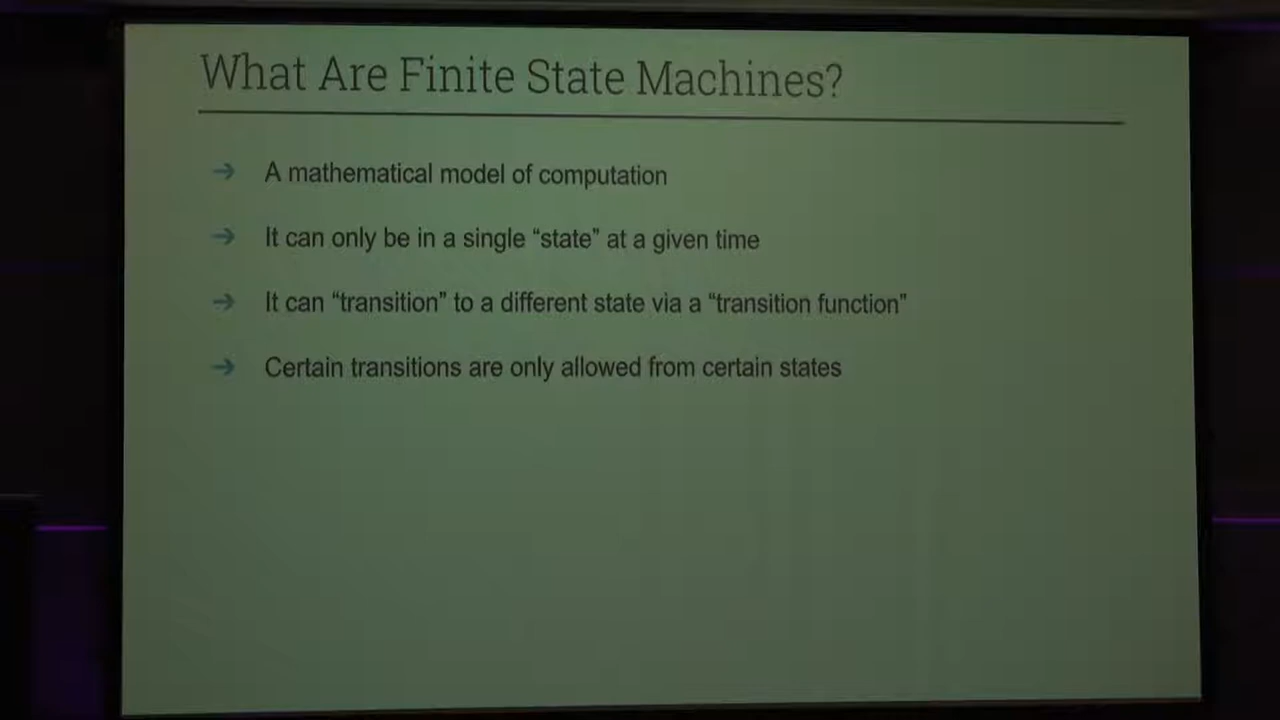 What Are Finite State Machines?
→ A mathematical model of computation
→ It can only be in a single “state” at a given time
→ It can “transition” to a different state via a “transition function”
→ Certain transitions are only allowed from certain states